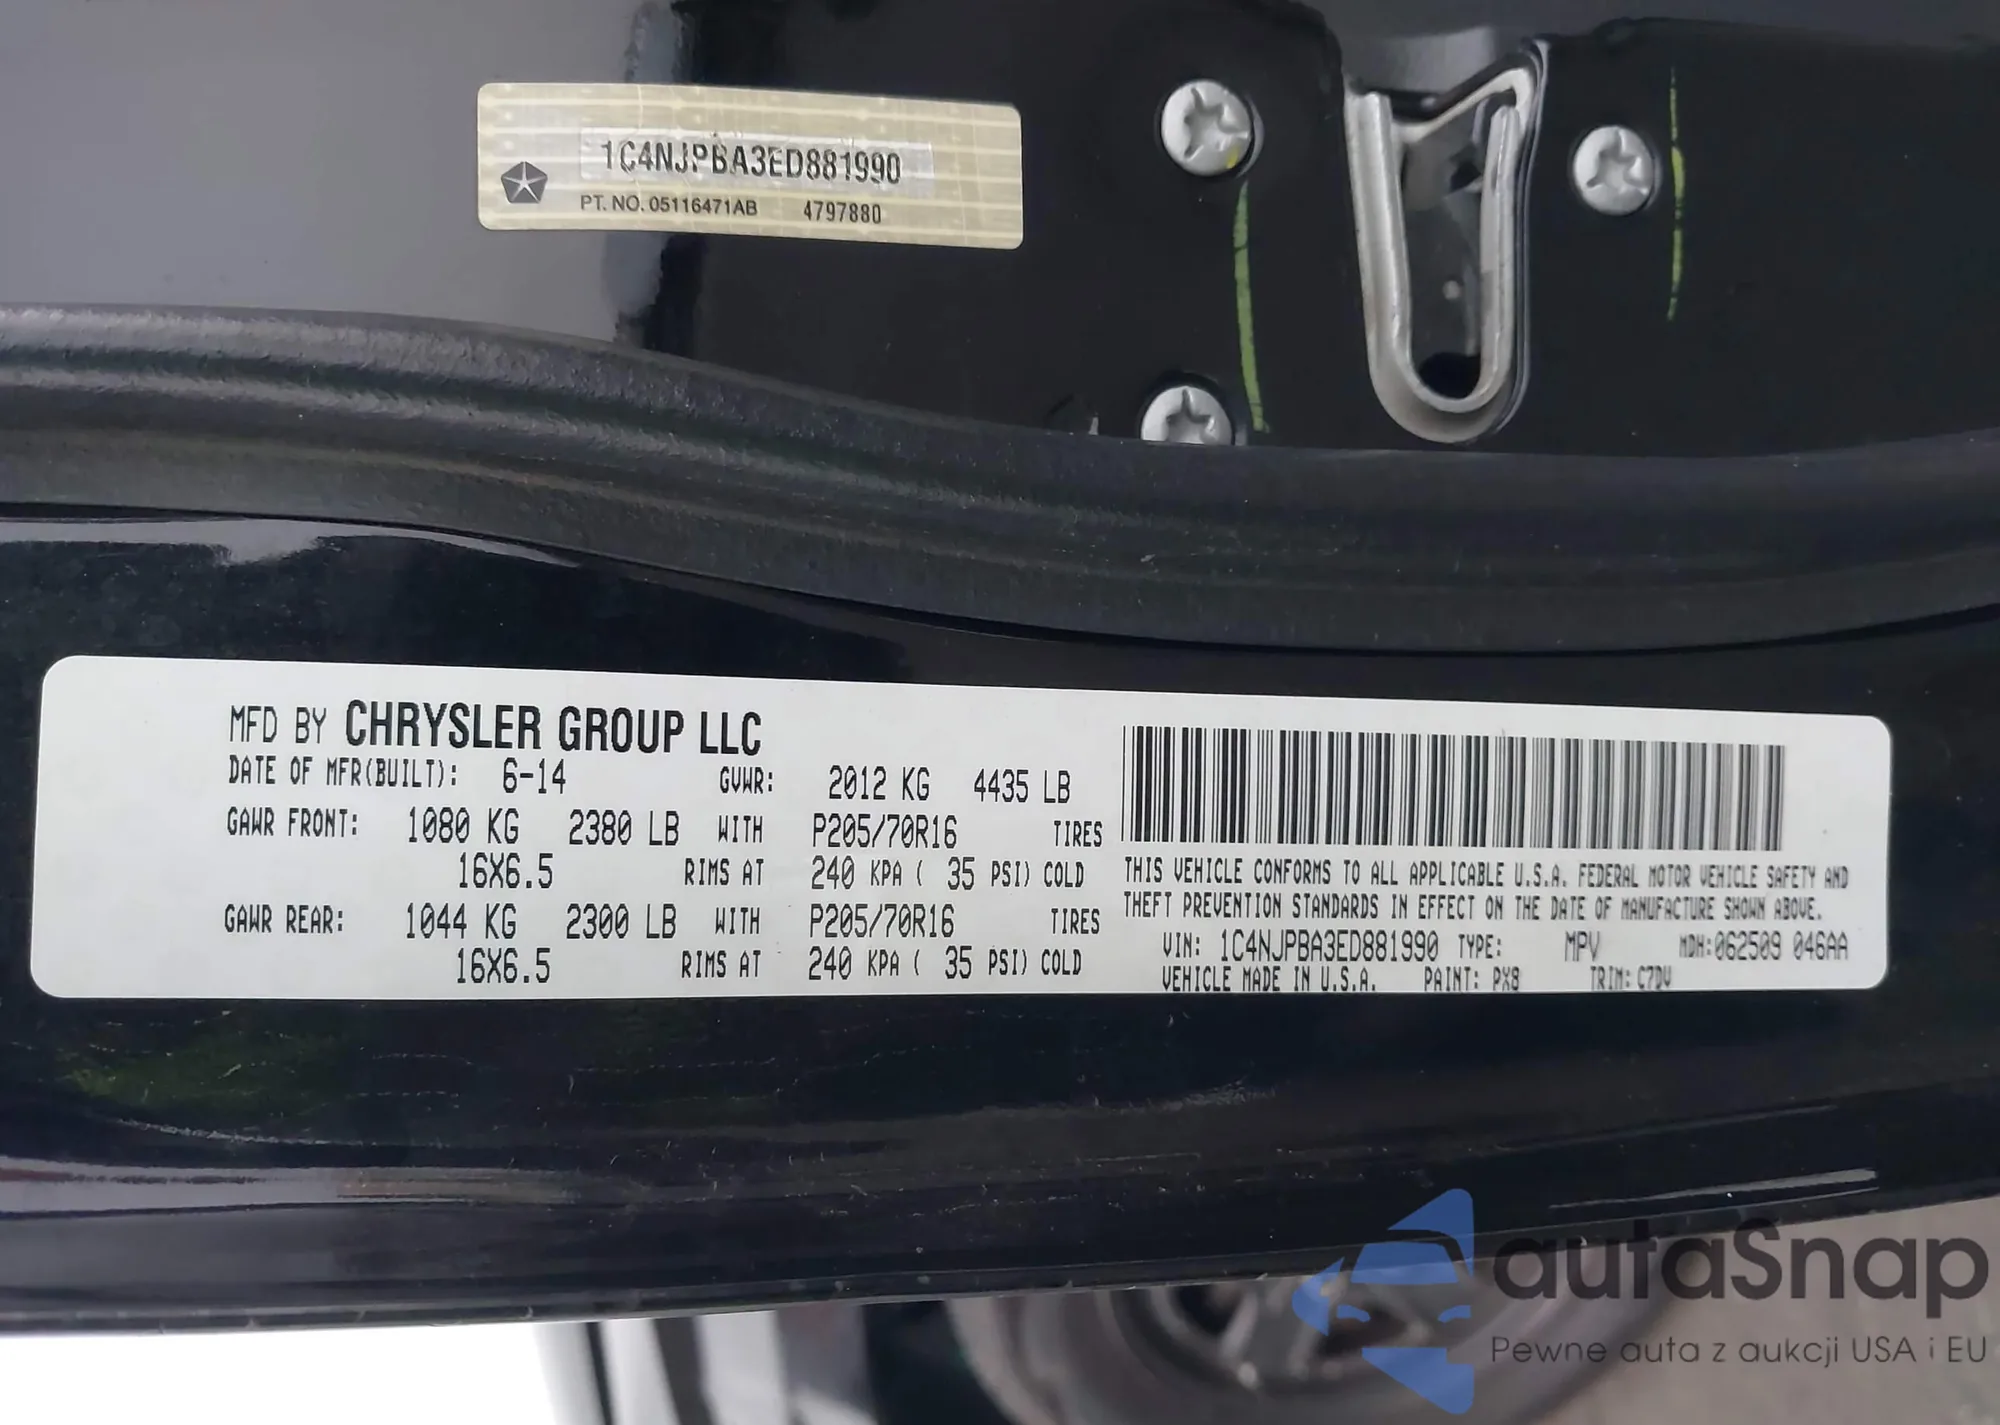 1C4NJPBA3ED881990
PT. NO. 05116471AB 4797880
MFD BY CHRYSLER GROUP LLC
DATE OF MFR(BUILT): 6-14 GVWR: 2012 KG 4435 LB
GAWR FRONT: 1080 KG 2380 LB WITH P205/70R16 TIRES
16X6.5 RIMS AT 240 KPA ( 35 PSI) COLD
GAWR REAR: 1044 KG 2300 LB WITH P205/70R16 TIRES
16X6.5 RIMS AT 240 KPA ( 35 PSI) COLD
THIS VEHICLE CONFORMS TO ALL APPLICABLE U.S.A. FEDERAL MOTOR VEHICLE SAFETY AND
THEFT PREVENTION STANDARDS IN EFFECT ON THE DATE OF MANUFACTURE SHOWN ABOVE.
VIN: 1C4NJPBA3ED881990 TYPE: MPV MDH:062509 046AA
VEHICLE MADE IN U.S.A. PAINT: PX8 TRIM: C7DV
autaSnap
Pewne auta z aukcji USA i EU